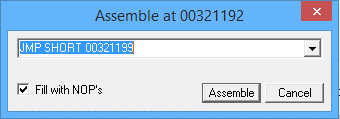 Assemble at 00321192
JMP SHORT 00321199
Fill with NOP's
Assemble
Cancel